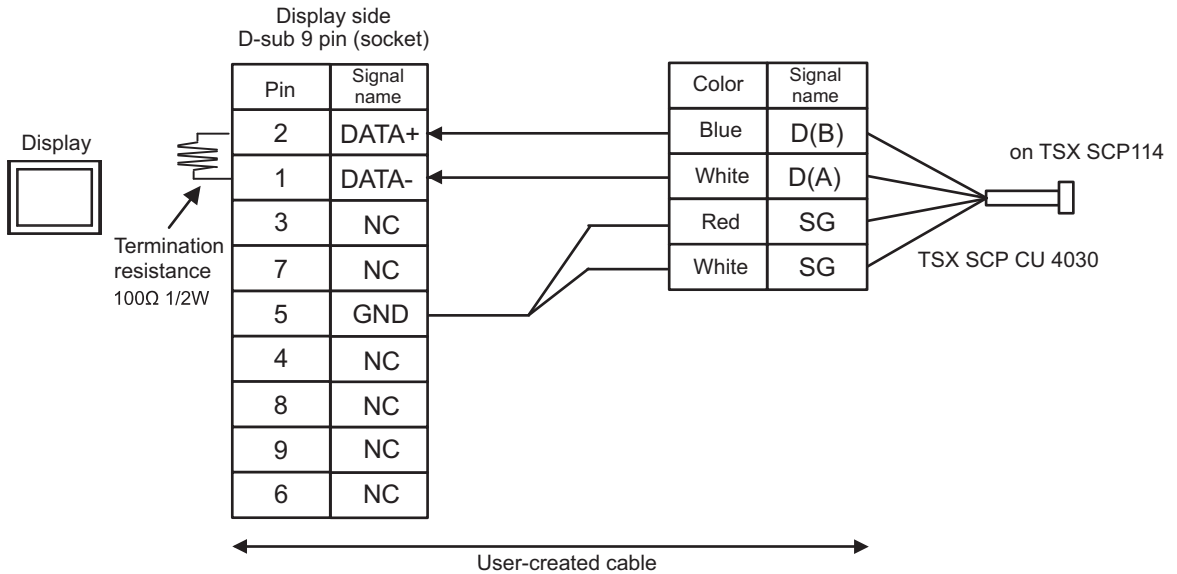 Display side
D-sub 9 pin (socket)
Display
Termination
resistance
100Ω 1/2W
Pin Signal name
2 DATA+
1 DATA-
3 NC
7 NC
5 GND
4 NC
8 NC
9 NC
6 NC
Color Signal name
Blue D(B)
White D(A)
Red SG
White SG
on TSX SCP114
TSX SCP CU 4030
User-created cable